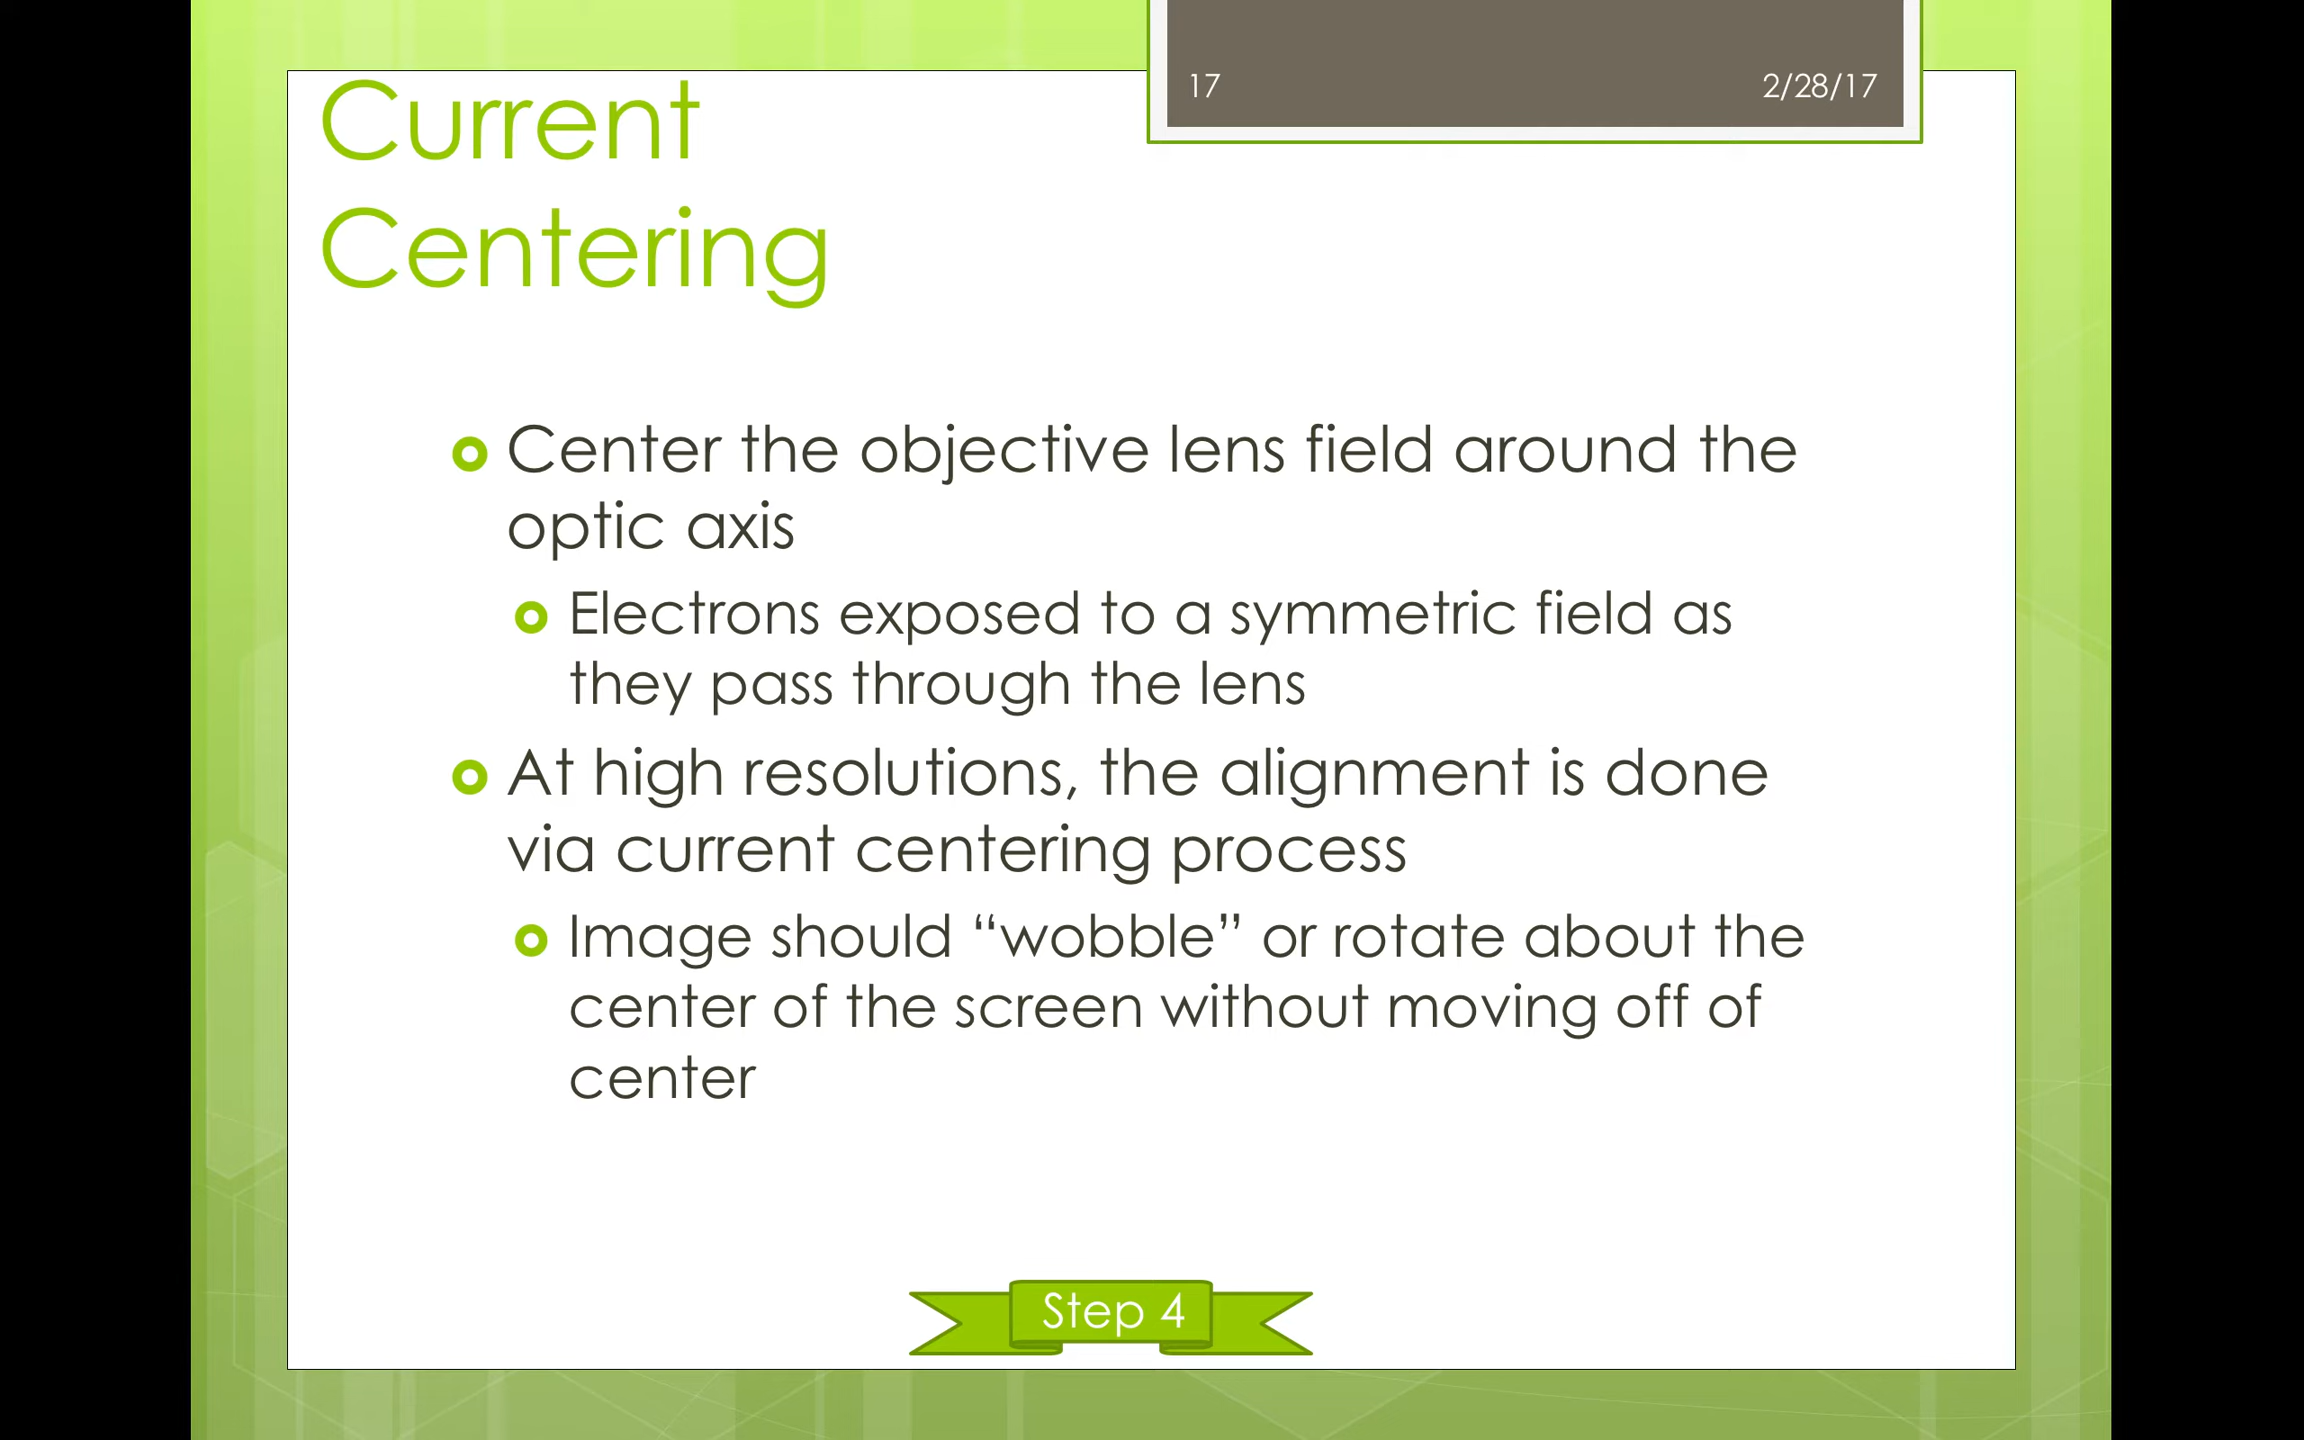 17
2/28/17
Current
Centering
Center the objective lens field around the
optic axis
Electrons exposed to a symmetric field as
they pass through the lens
At high resolutions, the alignment is done
via current centering process
Image should “wobble” or rotate about the
center of the screen without moving off of
center
Step 4